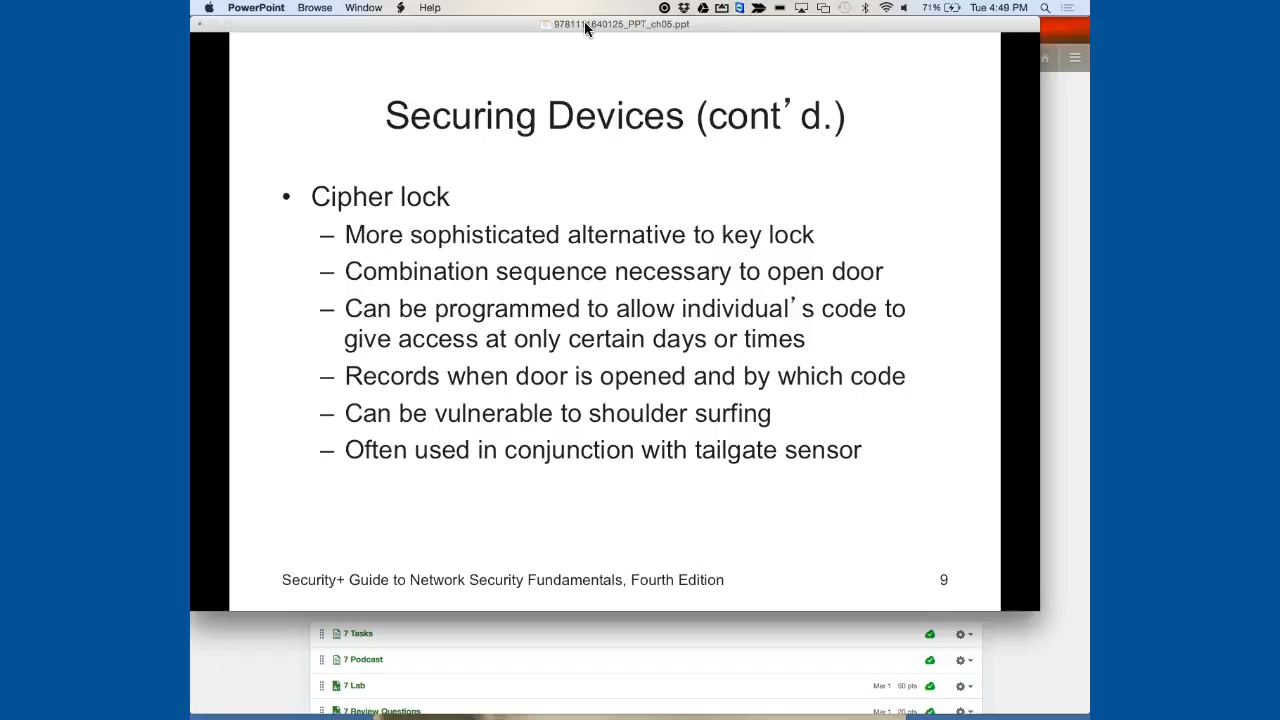 PowerPoint Browse Window Help 71% Tue 4:49 PM
Securing Devices (cont’d.)
• Cipher lock
– More sophisticated alternative to key lock
– Combination sequence necessary to open door
– Can be programmed to allow individual’s code to
give access at only certain days or times
– Records when door is opened and by which code
– Can be vulnerable to shoulder surfing
– Often used in conjunction with tailgate sensor
Security+ Guide to Network Security Fundamentals, Fourth Edition 9
7 Tasks
7 Podcast
7 Lab Mar 1 50 pts
7 Review Questions Mar 1 20 pts